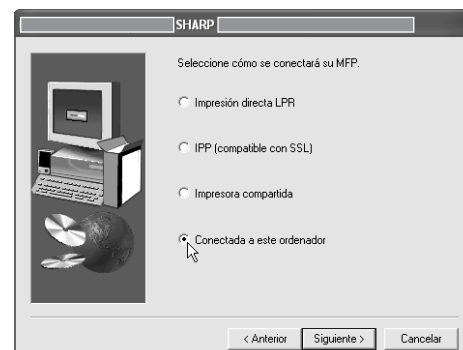 SHARP
Seleccione cómo se conectará su MFP.
Impresión directa LPR
IPP (compatible con SSL)
Impresora compartida
Conectada a este ordenador
< Anterior
Siguiente >
Cancelar